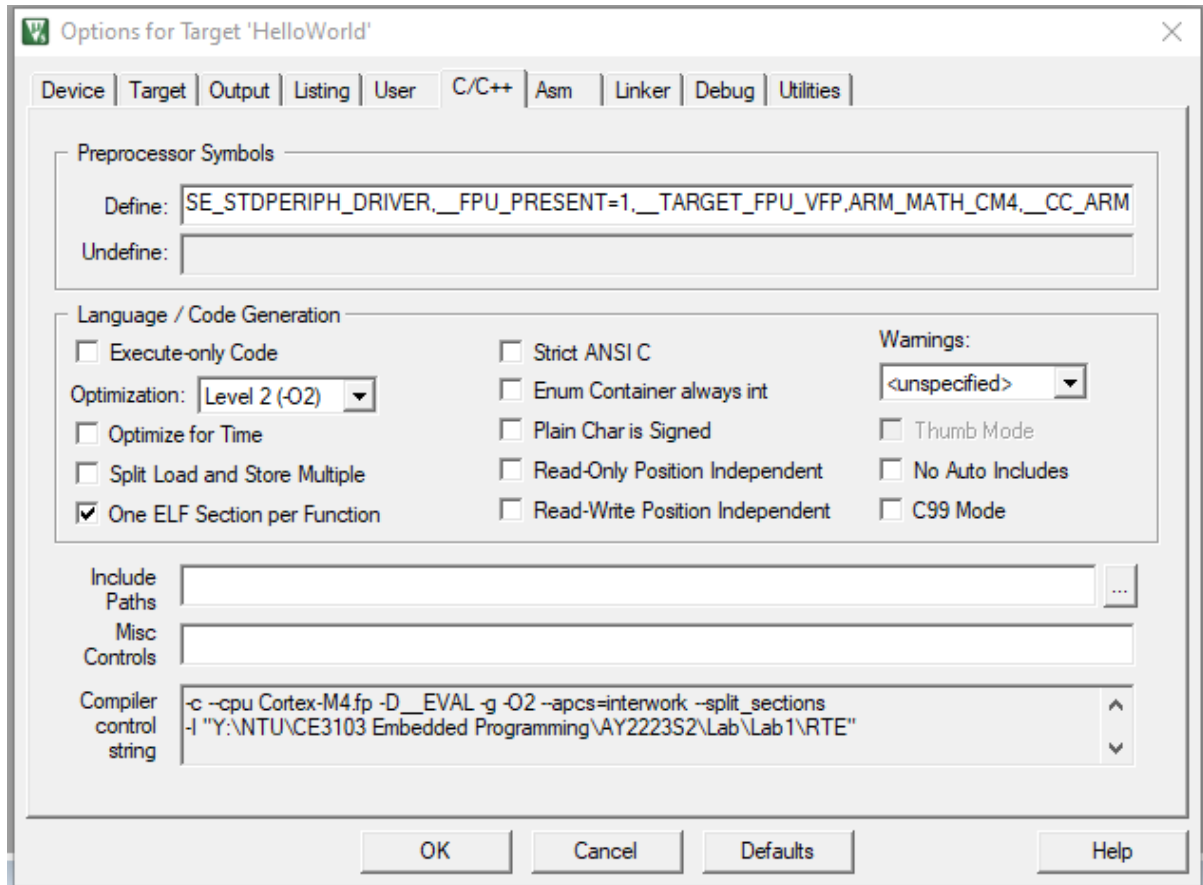 Options for Target 'HelloWorld'
Device Target Output Listing User C/C++ Asm Linker Debug Utilities
Preprocessor Symbols
Define: SE_STDPERIPH_DRIVER,__FPU_PRESENT=1,__TARGET_FPU_VFP,ARM_MATH_CM4,__CC_ARM
Undefine:
Language / Code Generation
Execute-only Code
Optimization: Level 2 (-O2)
Optimize for Time
Split Load and Store Multiple
One ELF Section per Function
Strict ANSI C
Enum Container always int
Plain Char is Signed
Read-Only Position Independent
Read-Write Position Independent
Warnings:
<unspecified>
Thumb Mode
No Auto Includes
C99 Mode
Include
Paths
...
Misc
Controls
Compiler
control
string
-c --cpu Cortex-M4.fp -D__EVAL -g -O2 --apcs=interwork --split_sections
-I "Y:\NTU\CE3103 Embedded Programming\AY2223S2\Lab\Lab1\RTE"
OK Cancel Defaults Help